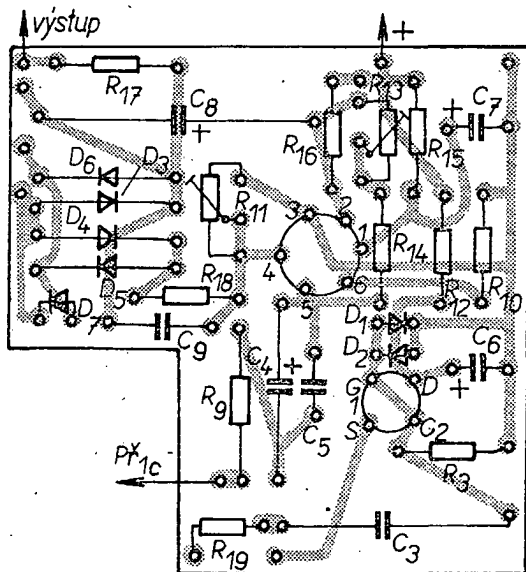 výstup
+
R17
C8
+
R13
+
C7
R16
R15
D6
D3
D4
R11
3
2
1
4
R14
5
6
R18
D5
D7
C9
R12
R10
D1
D2
C4
+
C5
C6
+
G1
D
S
G2
R9
R3
Př1c
R19
C3